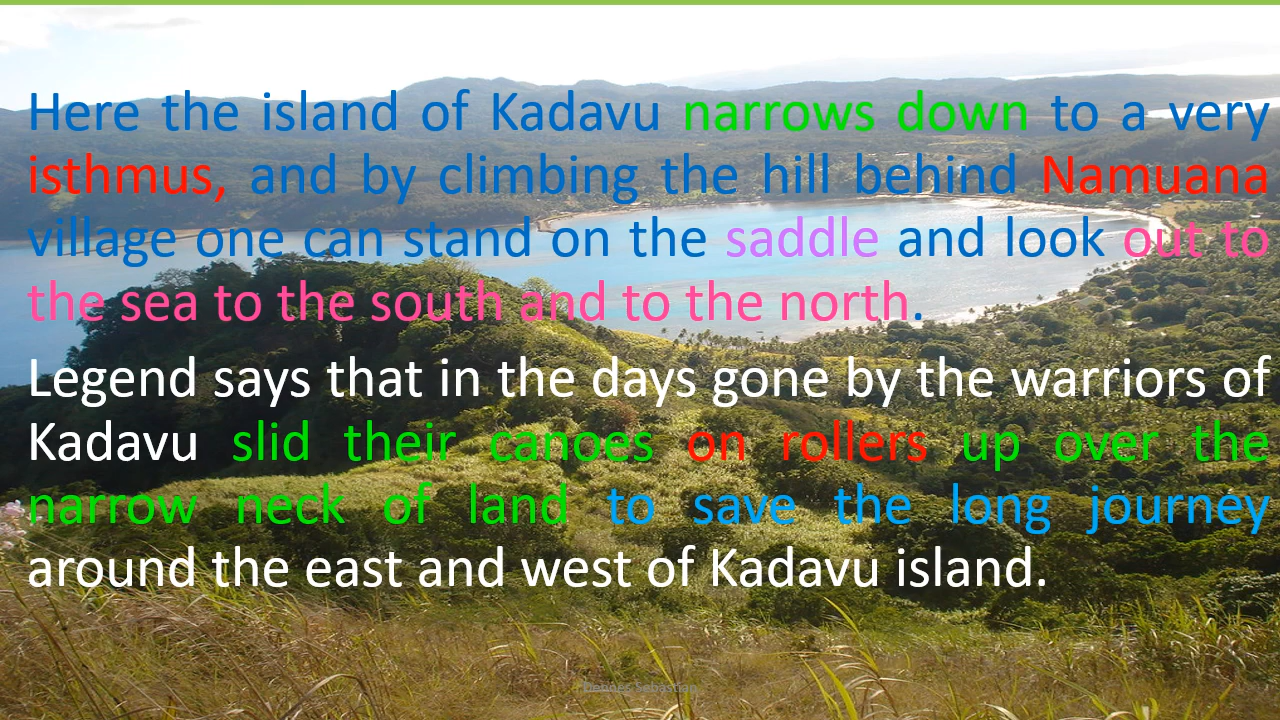 Here the island of Kadavu narrows down to a very
isthmus, and by climbing the hill behind Namuana
village one can stand on the saddle and look out to
the sea to the south and to the north.
Legend says that in the days gone by the warriors of
Kadavu slid their canoes on rollers up over the
narrow neck of land to save the long journey
around the east and west of Kadavu island.